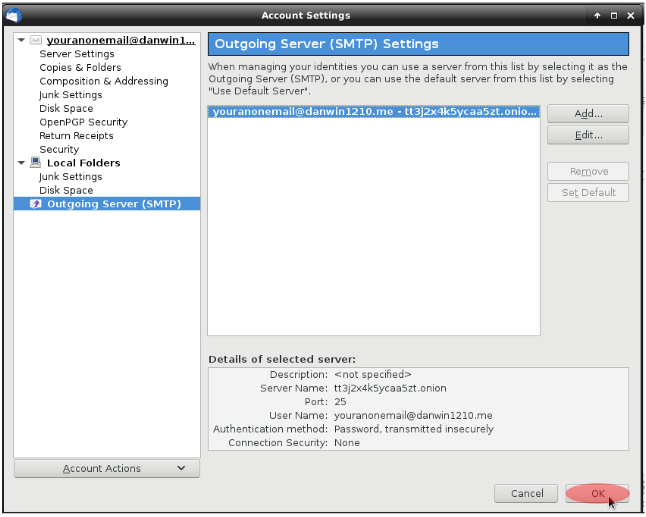 Account Settings
youranonemail@danwin1...
Server Settings
Copies & Folders
Composition & Addressing
Junk Settings
Disk Space
OpenPGP Security
Return Receipts
Security
Local Folders
Junk Settings
Disk Space
Outgoing Server (SMTP)
Account Actions
Outgoing Server (SMTP) Settings
When managing your identities you can use a server from this list by selecting it as the
Outgoing Server (SMTP), or you can use the default server from this list by selecting
"Use Default Server".
youranonemail@danwin1210.me - tt3j2x4k5ycaa5zt.onio...
Add...
Edit...
Remove
Set Default
Details of selected server:
Description: <not specified>
Server Name: tt3j2x4k5ycaa5zt.onion
Port: 25
User Name: youranonemail@danwin1210.me
Authentication method: Password, transmitted insecurely
Connection Security: None
Cancel
OK